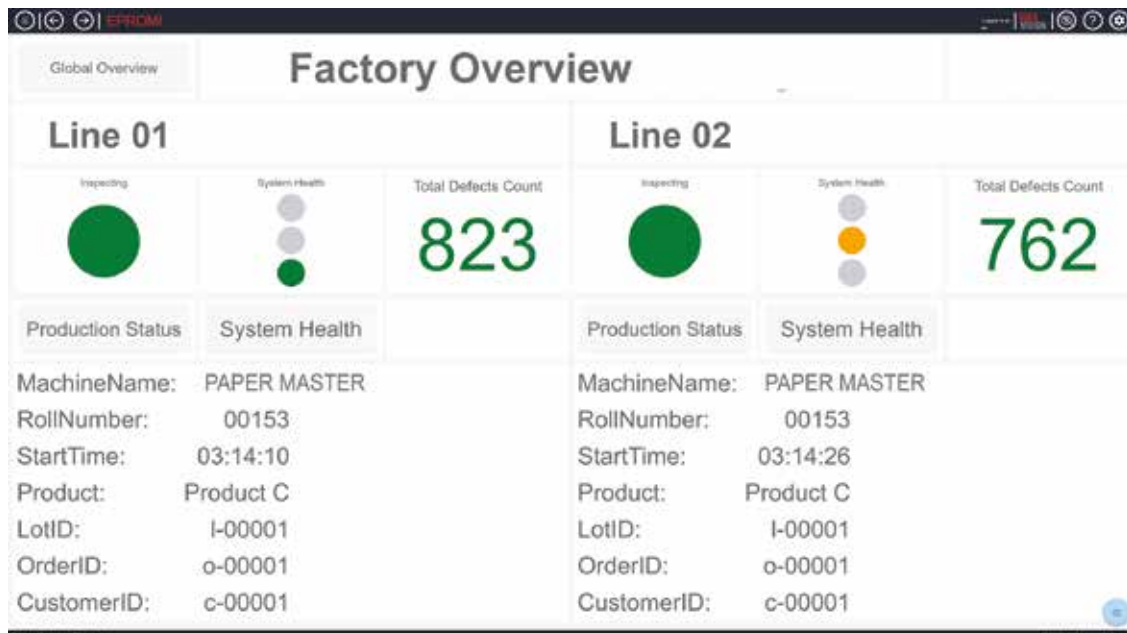 EPROMI
Global Overview
Factory Overview
Line 01
Line 02
Inspecting
System Health
Total Defects Count
Inspecting
System Health
Total Defects Count
823
762
Production Status
System Health
Production Status
System Health
MachineName: PAPER MASTER
RollNumber: 00153
StartTime: 03:14:10
Product: Product C
LotID: l-00001
OrderID: o-00001
CustomerID: c-00001
MachineName: PAPER MASTER
RollNumber: 00153
StartTime: 03:14:26
Product: Product C
LotID: l-00001
OrderID: o-00001
CustomerID: c-00001